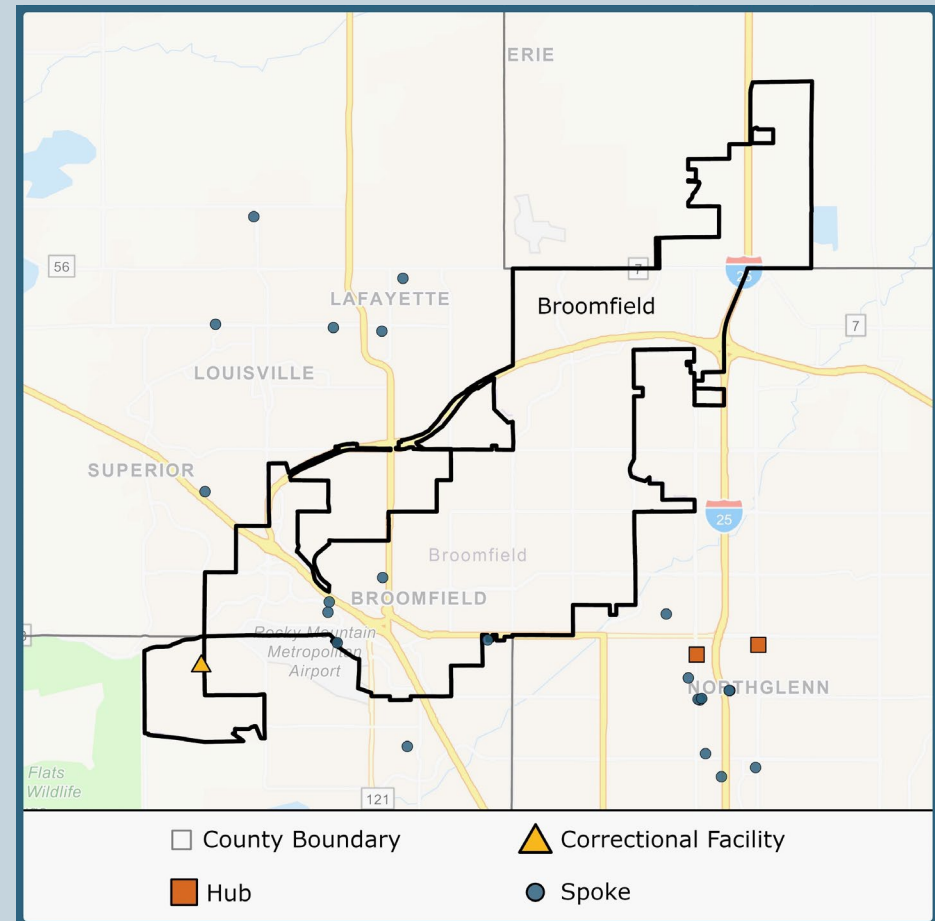 ERIE
56
7
25
LAFAYETTE
Broomfield
7
LOUISVILLE
SUPERIOR
25
Broomfield
BROOMFIELD
Rocky Mountain
Metropolitan
Airport
NORTHGLENN
Flats
Wildlife
121
County Boundary
Correctional Facility
Hub
Spoke